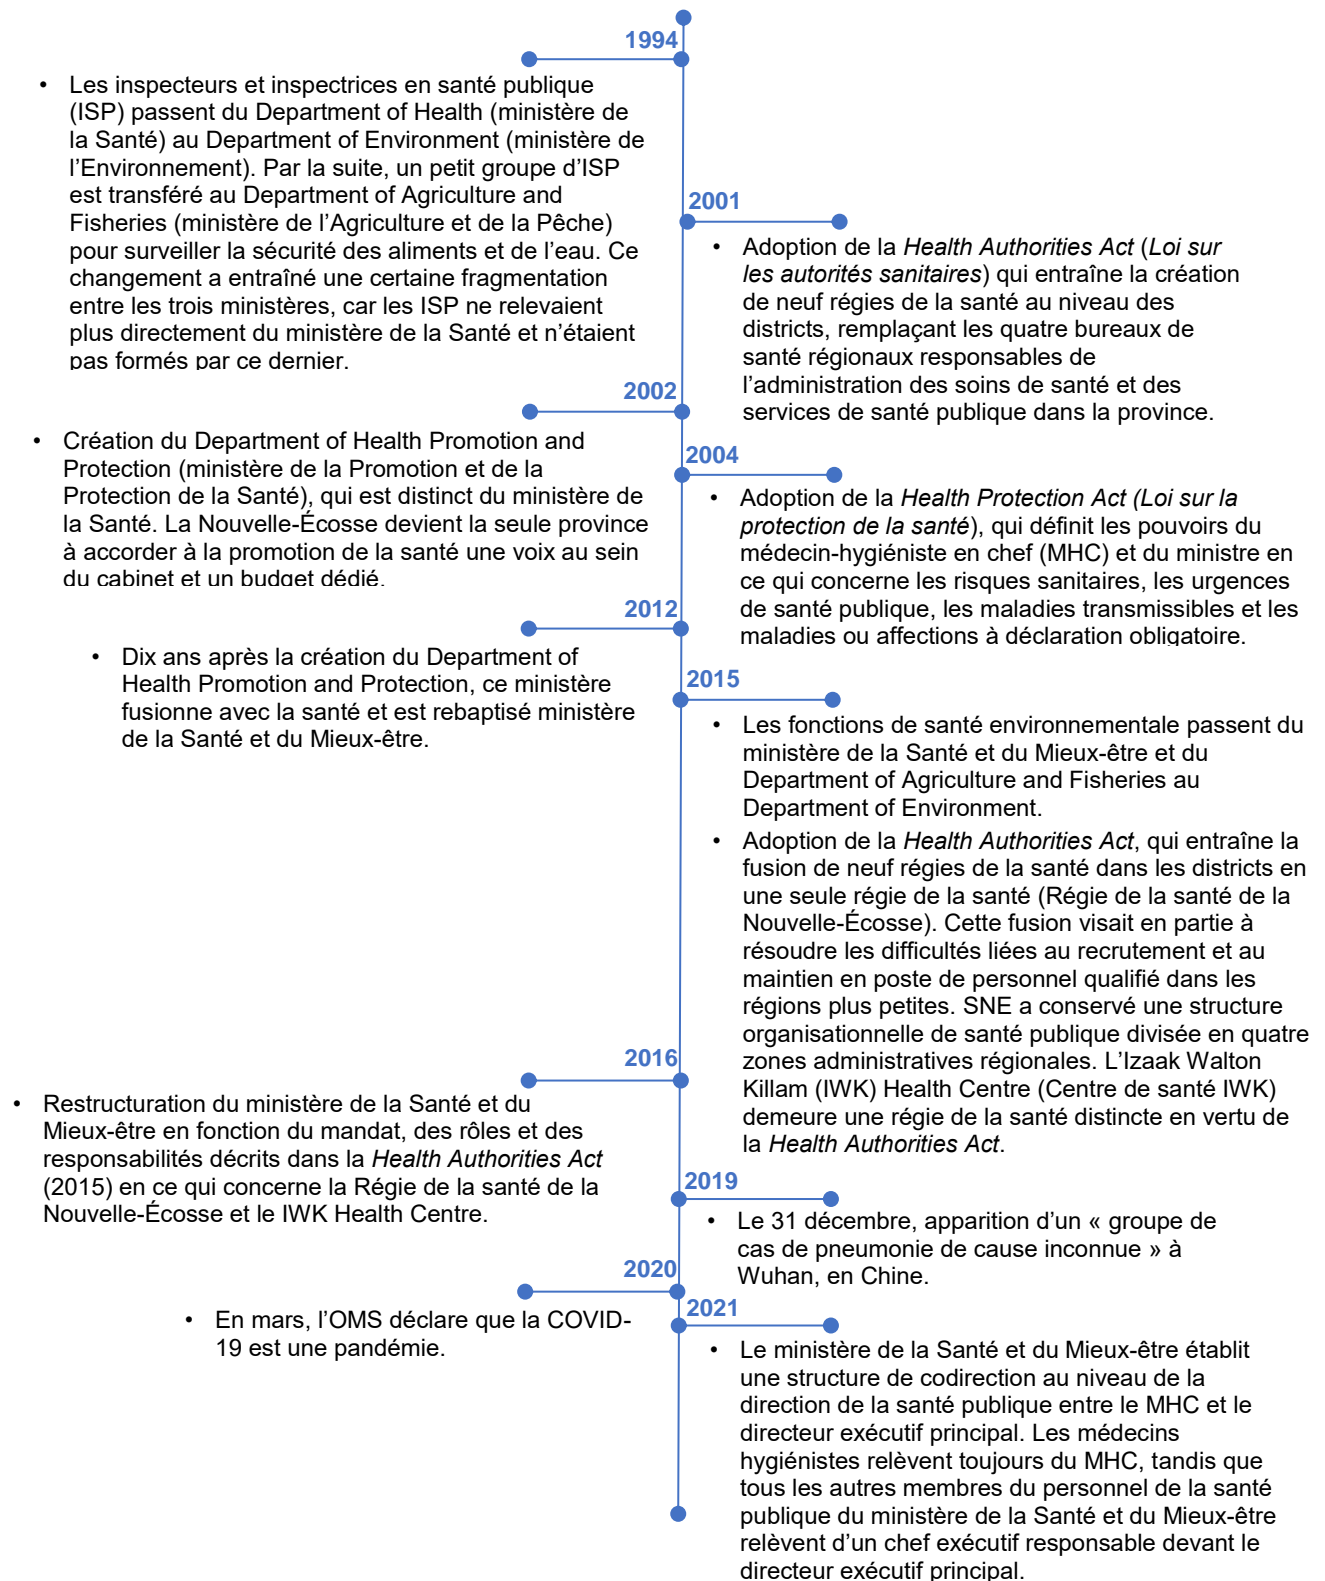 1994
• Les inspecteurs et inspectrices en santé publique
(ISP) passent du Department of Health (ministère de
la Santé) au Department of Environment (ministère de
l’Environnement). Par la suite, un petit groupe d’ISP
est transféré au Department of Agriculture and
Fisheries (ministère de l’Agriculture et de la Pêche)
pour surveiller la sécurité des aliments et de l’eau. Ce
changement a entraîné une certaine fragmentation
entre les trois ministères, car les ISP ne relevaient
plus directement du ministère de la Santé et n’étaient
pas formés par ce dernier.
2001
• Adoption de la Health Authorities Act (Loi sur
les autorités sanitaires) qui entraîne la création
de neuf régies de la santé au niveau des
districts, remplaçant les quatre bureaux de
santé régionaux responsables de
l’administration des soins de santé et des
services de santé publique dans la province.
2002
• Création du Department of Health Promotion and
Protection (ministère de la Promotion et de la
Protection de la Santé), qui est distinct du ministère de
la Santé. La Nouvelle-Écosse devient la seule province
à accorder à la promotion de la santé une voix au sein
du cabinet et un budget dédié.
2004
• Adoption de la Health Protection Act (Loi sur la
protection de la santé), qui définit les pouvoirs du
médecin-hygiéniste en chef (MHC) et du ministre en
ce qui concerne les risques sanitaires, les urgences
de santé publique, les maladies transmissibles et les
maladies ou affections à déclaration obligatoire.
2012
• Dix ans après la création du Department of
Health Promotion and Protection, ce ministère
fusionne avec la santé et est rebaptisé ministère
de la Santé et du Mieux-être.
2015
• Les fonctions de santé environnementale passent du
ministère de la Santé et du Mieux-être et du
Department of Agriculture and Fisheries au
Department of Environment.
• Adoption de la Health Authorities Act, qui entraîne la
fusion de neuf régies de la santé dans les districts en
une seule régie de la santé (Régie de la santé de la
Nouvelle-Écosse). Cette fusion visait en partie à
résoudre les difficultés liées au recrutement et au
maintien en poste de personnel qualifié dans les
régions plus petites. SNE a conservé une structure
organisationnelle de santé publique divisée en quatre
zones administratives régionales. L’Izaak Walton
Killam (IWK) Health Centre (Centre de santé IWK)
demeure une régie de la santé distincte en vertu de
la Health Authorities Act.
2016
• Restructuration du ministère de la Santé et du
Mieux-être en fonction du mandat, des rôles et des
responsabilités décrits dans la Health Authorities Act
(2015) en ce qui concerne la Régie de la santé de la
Nouvelle-Écosse et le IWK Health Centre.
2019
• Le 31 décembre, apparition d’un « groupe de
cas de pneumonie de cause inconnue » à
Wuhan, en Chine.
2020
• En mars, l’OMS déclare que la COVID-
19 est une pandémie.
2021
• Le ministère de la Santé et du Mieux-être établit
une structure de codirection au niveau de la
direction de la santé publique entre le MHC et le
directeur exécutif principal. Les médecins
hygiénistes relèvent toujours du MHC, tandis que
tous les autres membres du personnel de la santé
publique du ministère de la Santé et du Mieux-être
relèvent d’un chef exécutif responsable devant le
directeur exécutif principal.